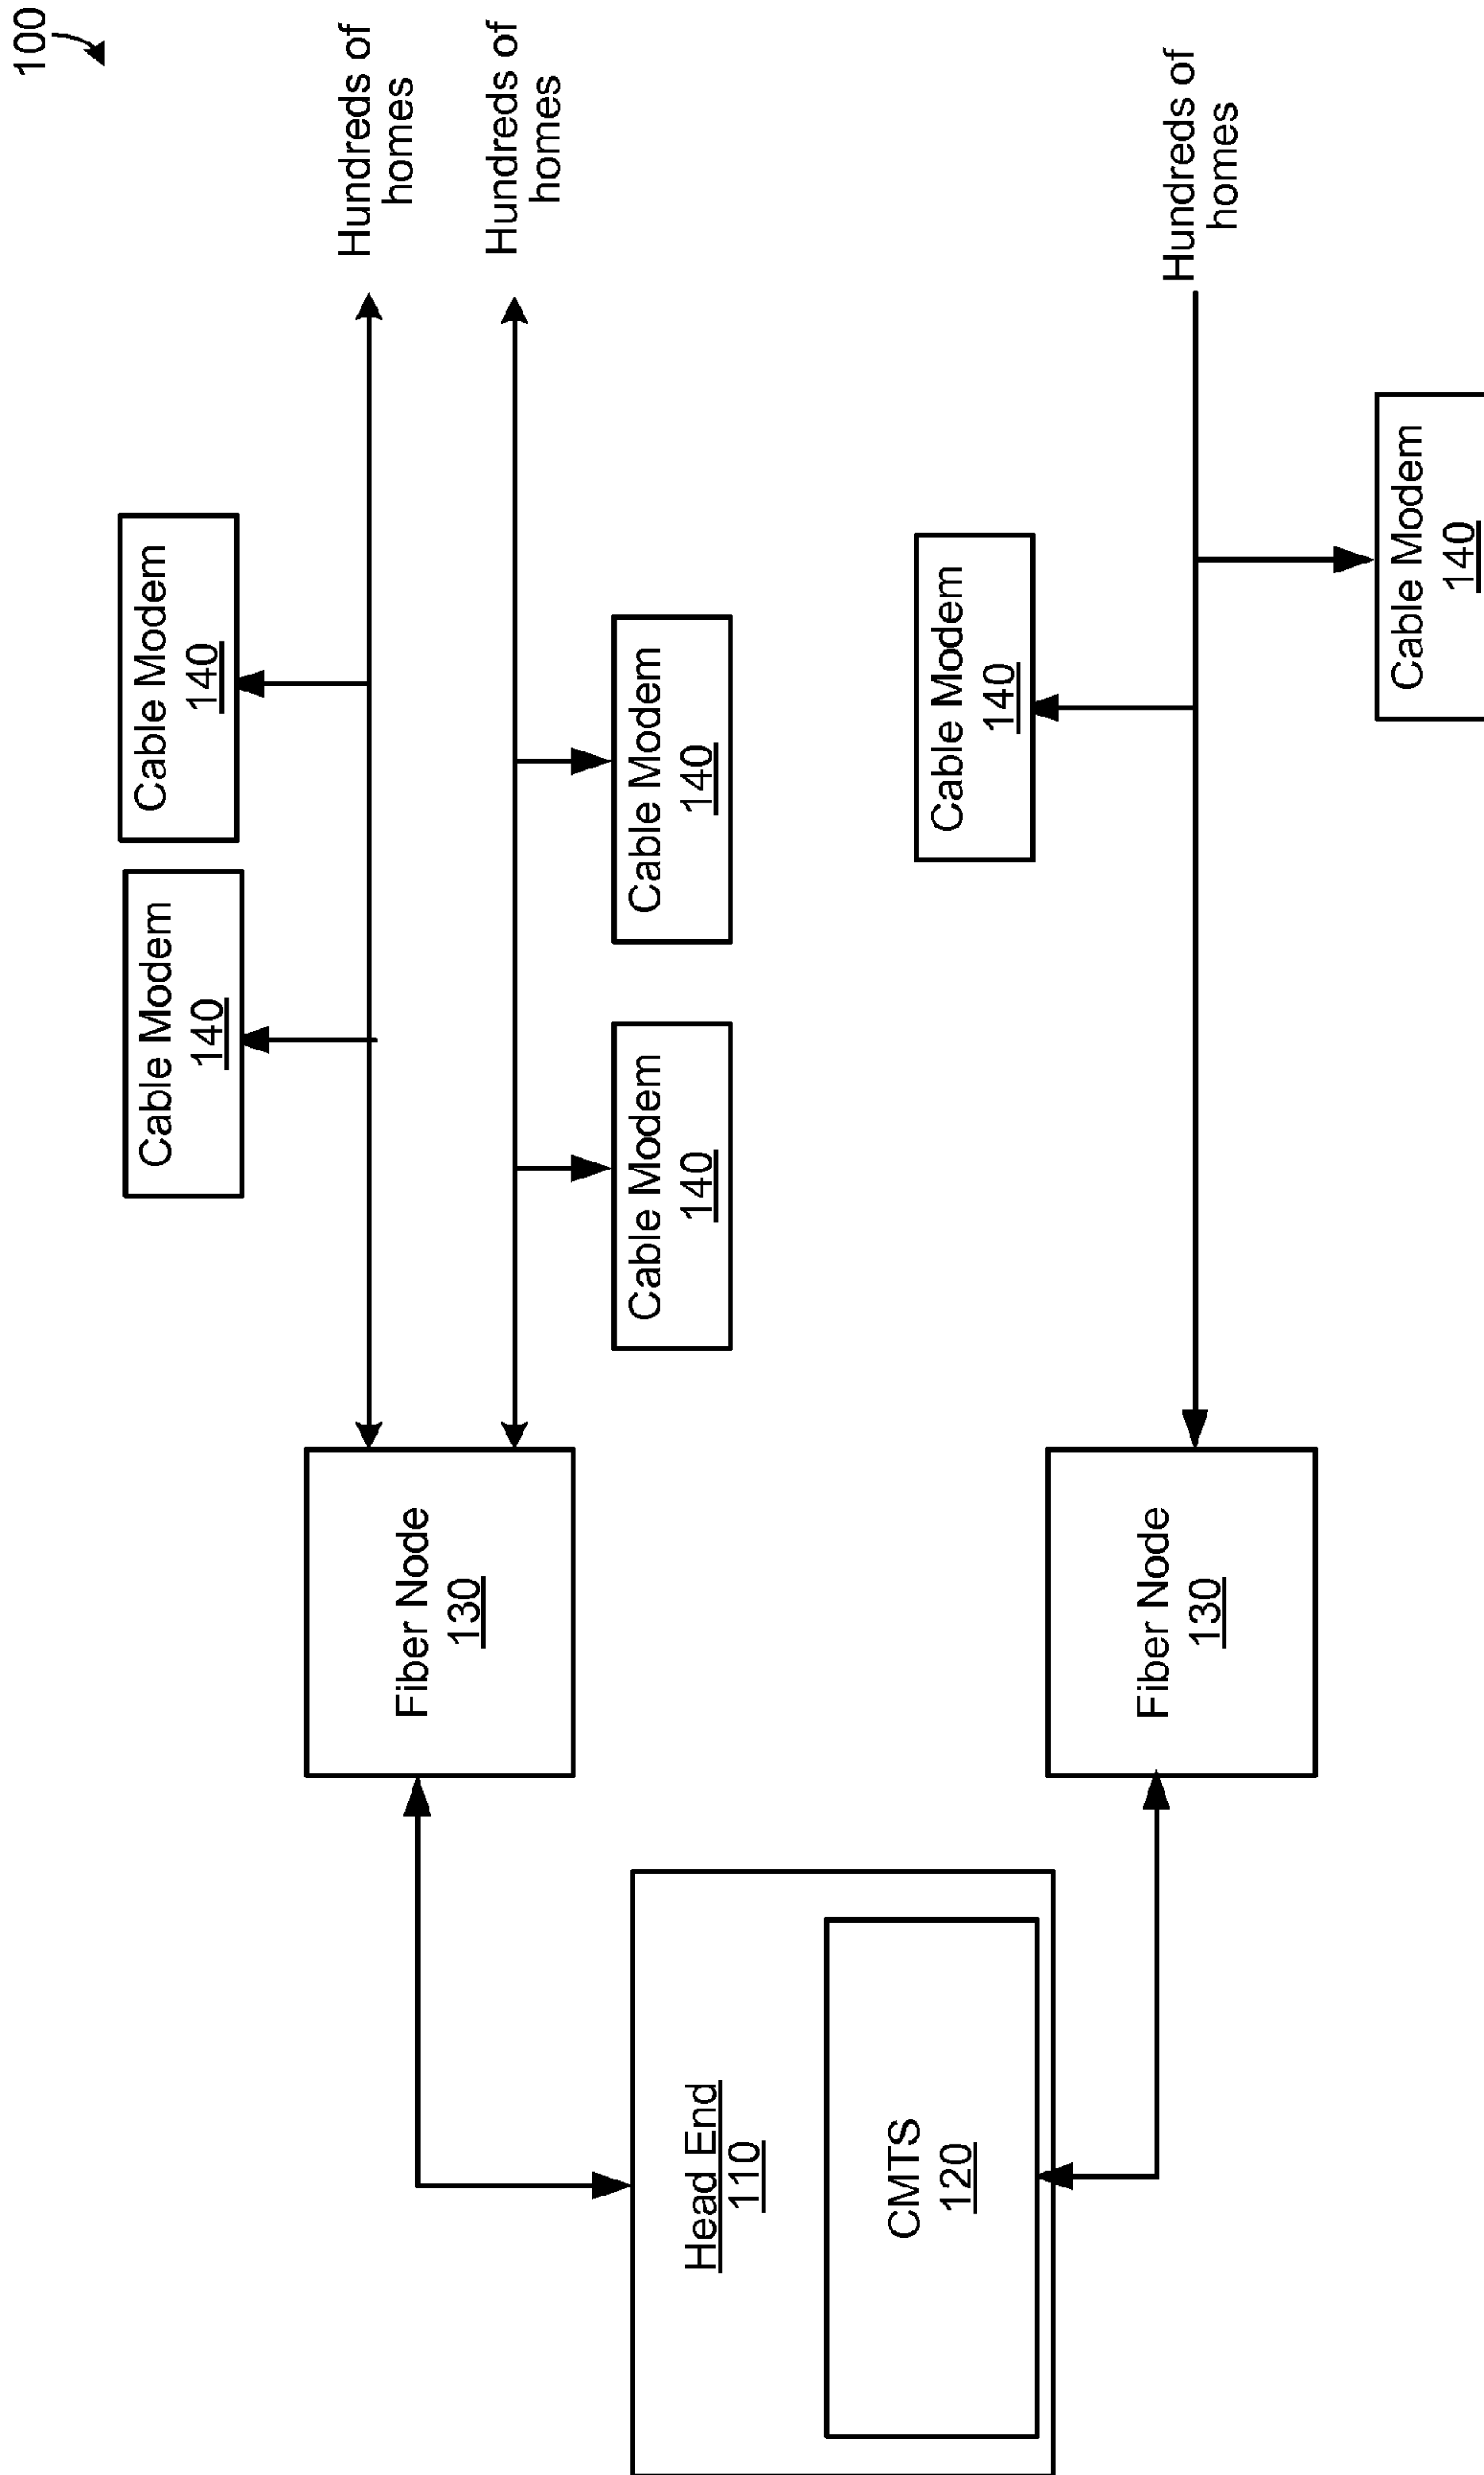 100
Hundreds of
homes
Hundreds of
homes
Hundreds of
homes
Cable Modem
140
Cable Modem
140
Cable Modem
140
Cable Modem
140
Cable Modem
140
Cable Modem
140
Fiber Node
130
Fiber Node
130
Head End
110
CMTS
120